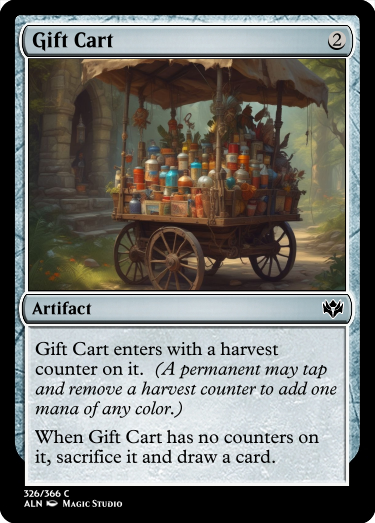 Gift Cart 2
Artifact
Gift Cart enters with a harvest
counter on it. (A permanent may tap
and remove a harvest counter to add one
mana of any color.)
When Gift Cart has no counters on
it, sacrifice it and draw a card.
326/366 C
ALN Magic Studio